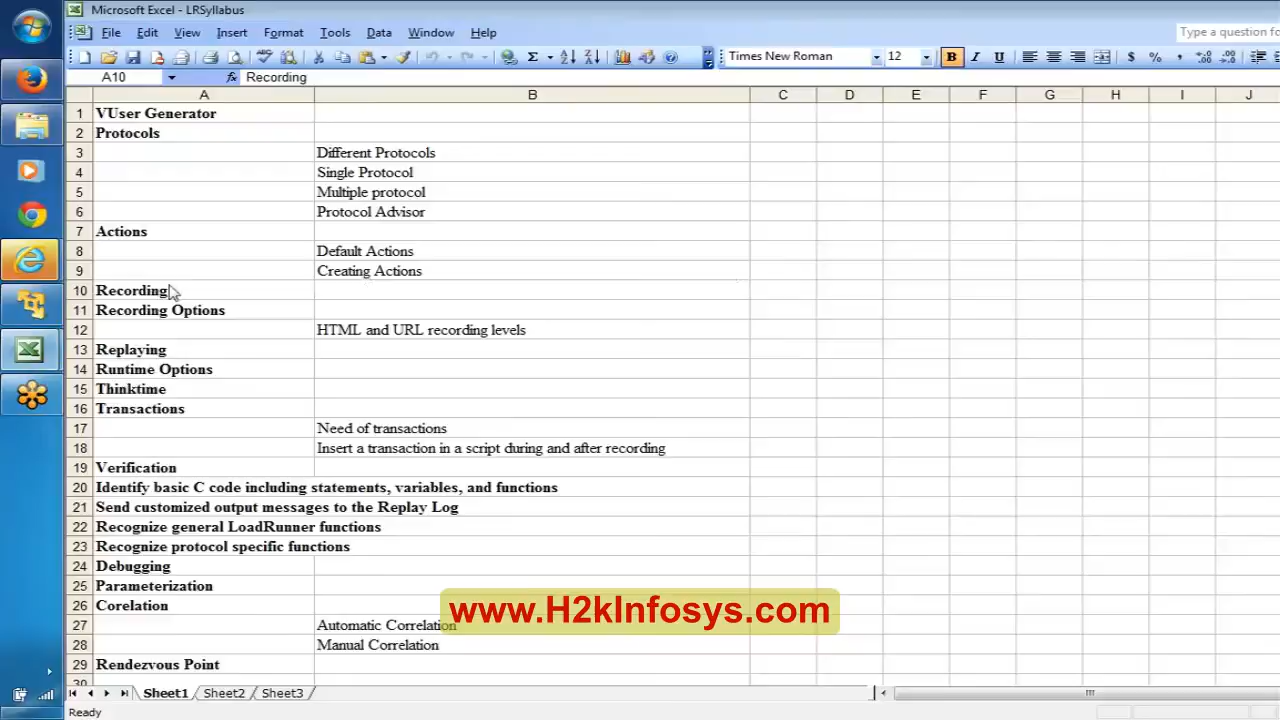 Microsoft Excel - LRSyllabus
File Edit View Insert Format Tools Data Window Help
Type a question fo
Times New Roman 12 B I U $ % ,
A10 fx Recording
A B C D E F G H I J
1 VUser Generator
2 Protocols
3 Different Protocols
4 Single Protocol
5 Multiple protocol
6 Protocol Advisor
7 Actions
8 Default Actions
9 Creating Actions
10 Recording
11 Recording Options
12 HTML and URL recording levels
13 Replaying
14 Runtime Options
15 Thinktime
16 Transactions
17 Need of transactions
18 Insert a transaction in a script during and after recording
19 Verification
20 Identify basic C code including statements, variables, and functions
21 Send customized output messages to the Replay Log
22 Recognize general LoadRunner functions
23 Recognize protocol specific functions
24 Debugging
25 Parameterization
26 Corelation
www.H2kInfosys.com
27 Automatic Correlation
28 Manual Correlation
29 Rendezvous Point
30
Sheet1 Sheet2 Sheet3
Ready